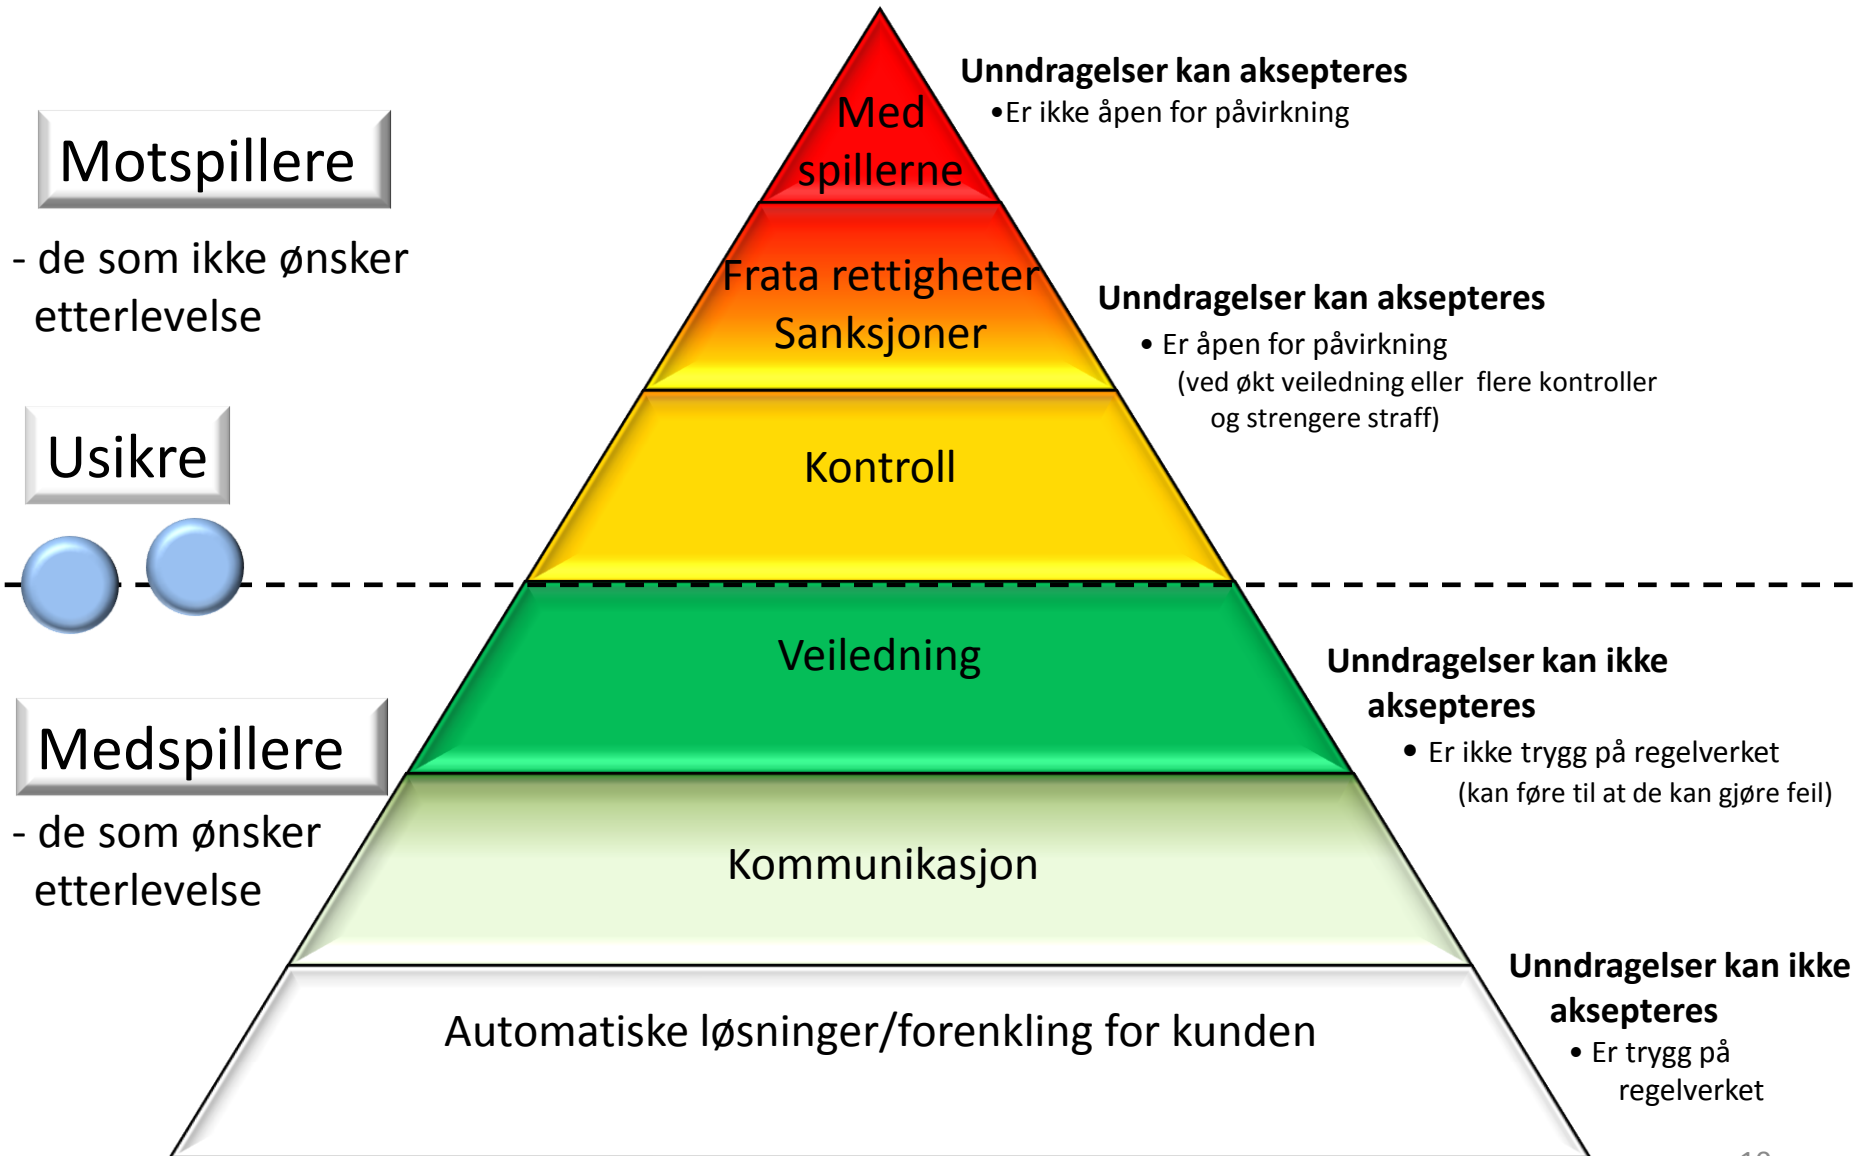 Unndragelser kan aksepteres
•Er ikke åpen for påvirkning
Med
spillerne
Motspillere
- de som ikke ønsker
etterlevelse
Frata rettigheter
Sanksjoner
Unndragelser kan aksepteres
• Er åpen for påvirkning
(ved økt veiledning eller flere kontroller
og strengere straff)
Usikre
Kontroll
Veiledning
Unndragelser kan ikke
aksepteres
• Er ikke trygg på regelverket
(kan føre til at de kan gjøre feil)
Medspillere
- de som ønsker
etterlevelse
Kommunikasjon
Unndragelser kan ikke
aksepteres
• Er trygg på
regelverket
Automatiske løsninger/forenkling for kunden